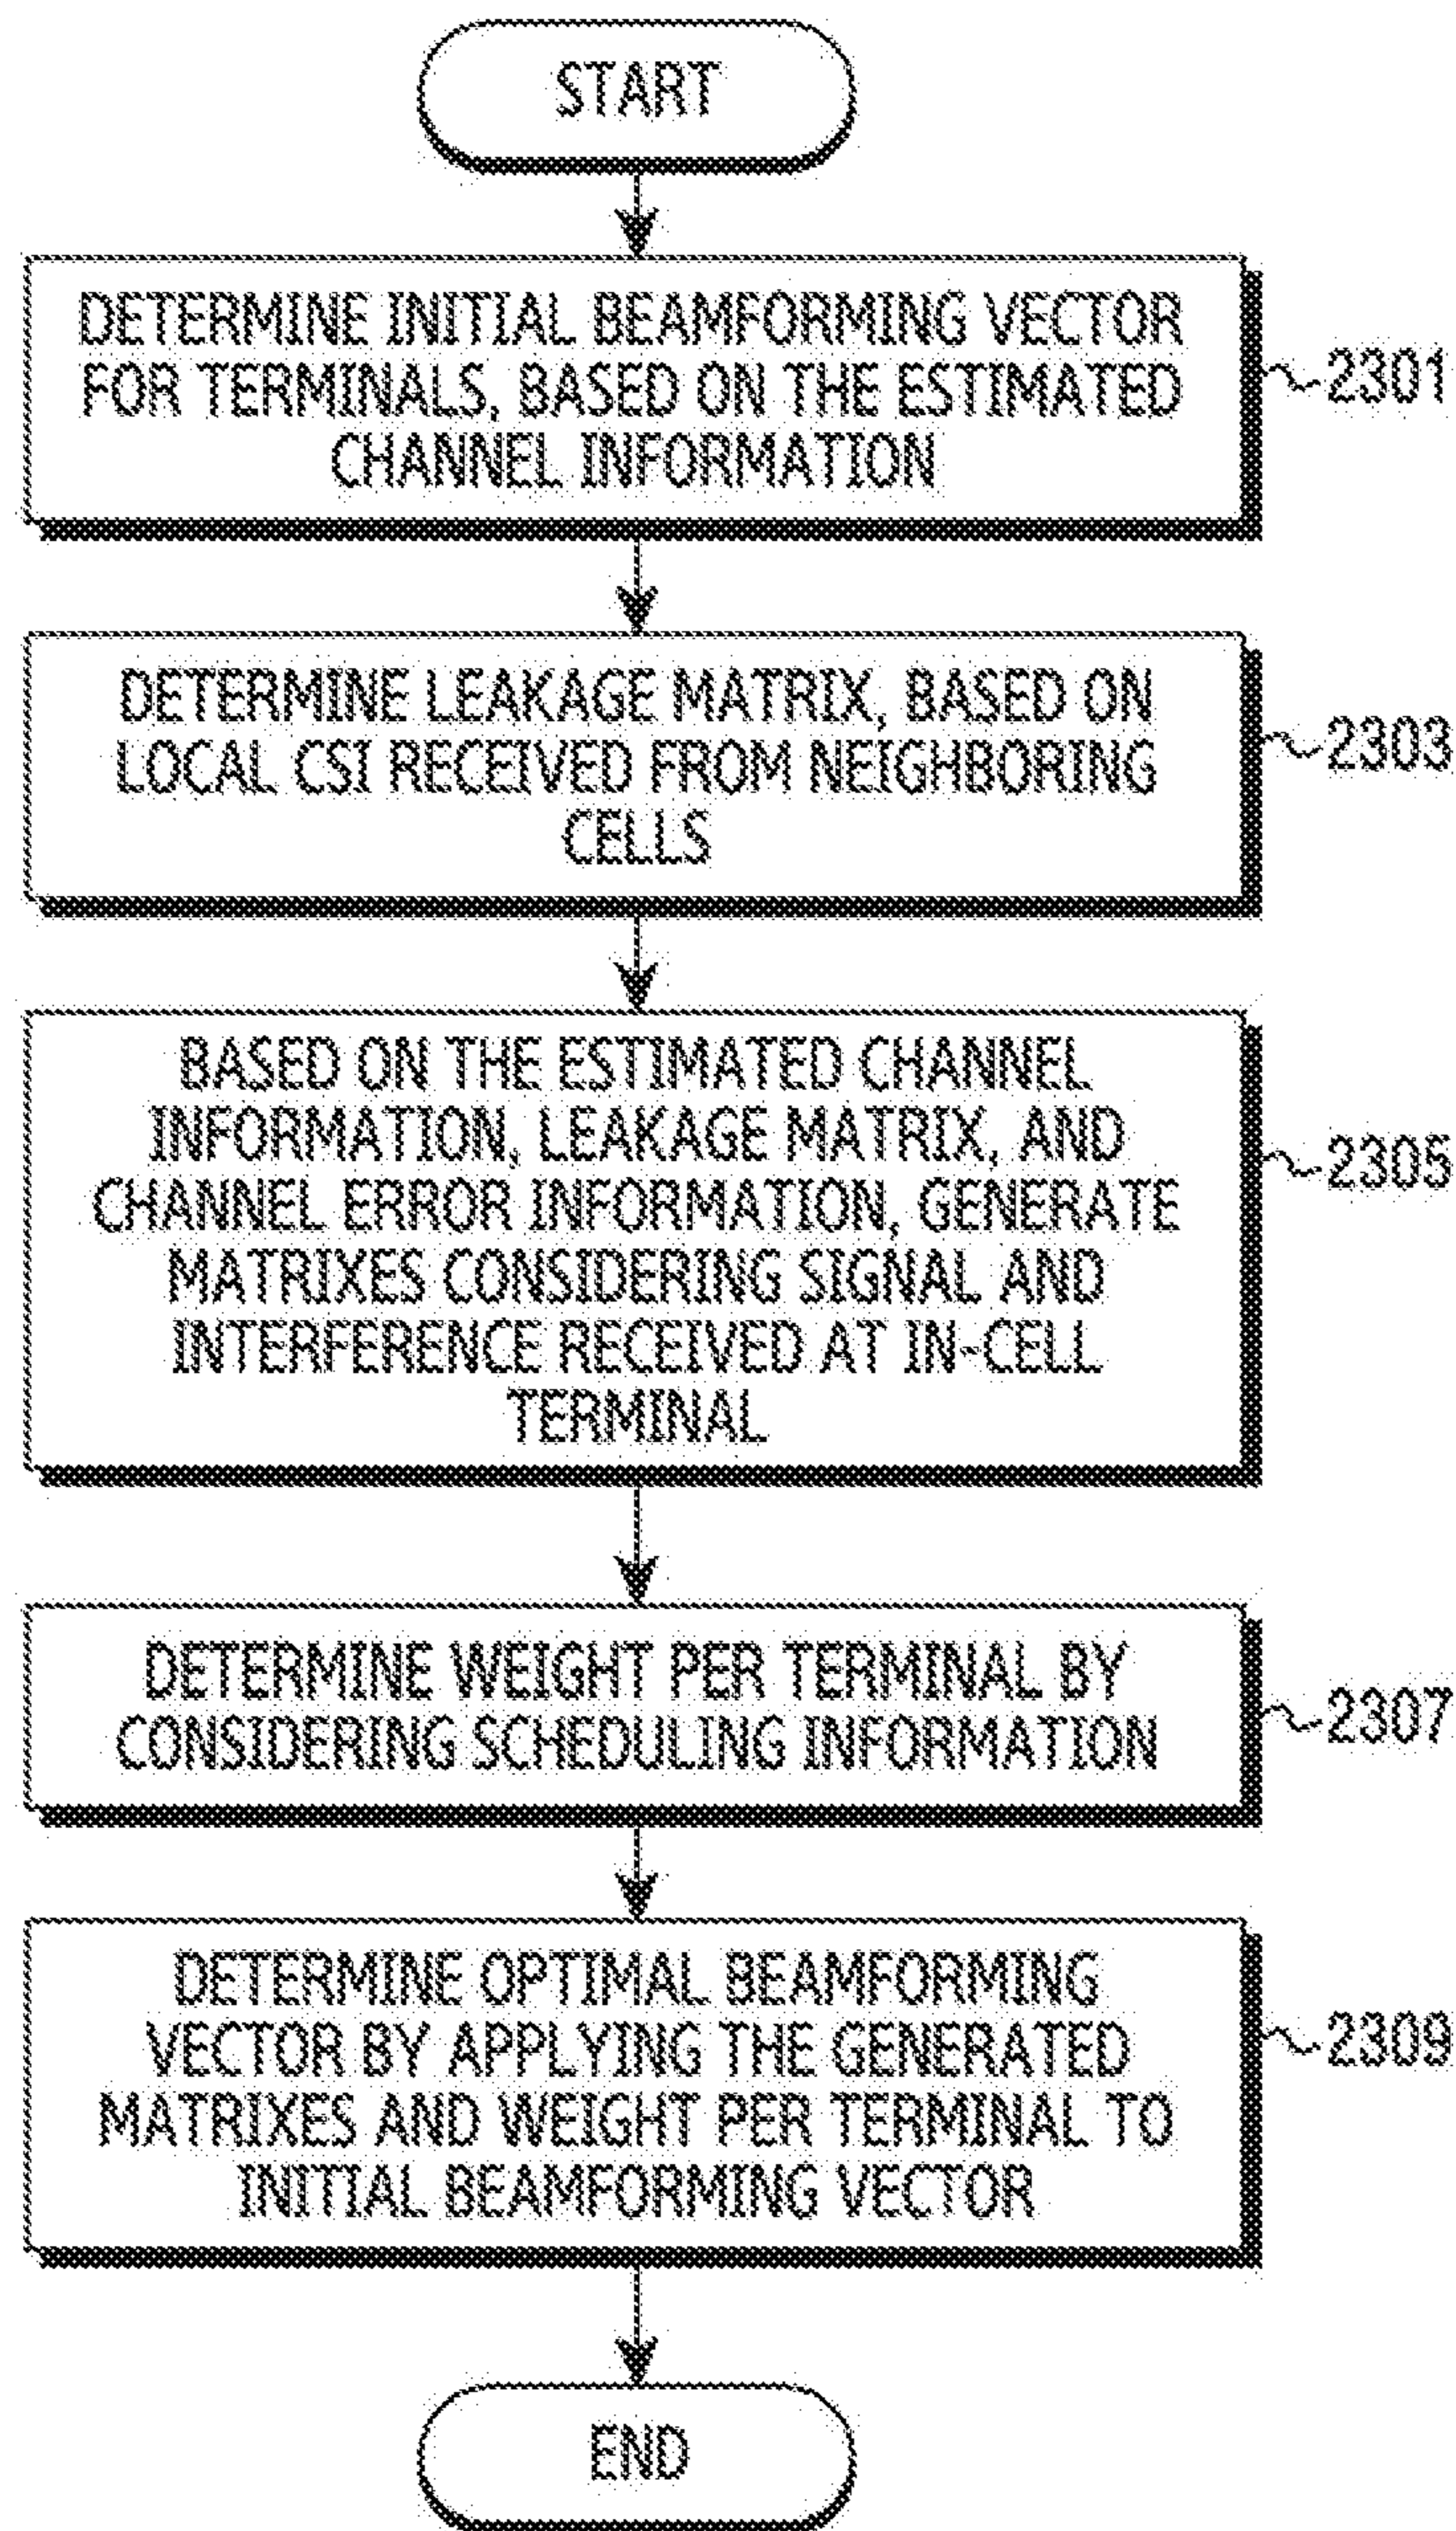 START
DETERMINE INITIAL BEAMFORMING VECTOR
FOR TERMINALS, BASED ON THE ESTIMATED
CHANNEL INFORMATION
2301
DETERMINE LEAKAGE MATRIX, BASED ON
LOCAL CSI RECEIVED FROM NEIGHBORING
CELLS
2303
BASED ON THE ESTIMATED CHANNEL
INFORMATION, LEAKAGE MATRIX, AND
CHANNEL ERROR INFORMATION, GENERATE
MATRIXES CONSIDERING SIGNAL AND
INTERFERENCE RECEIVED AT IN-CELL
TERMINAL
2305
DETERMINE WEIGHT PER TERMINAL BY
CONSIDERING SCHEDULING INFORMATION
2307
DETERMINE OPTIMAL BEAMFORMING
VECTOR BY APPLYING THE GENERATED
MATRIXES AND WEIGHT PER TERMINAL TO
INITIAL BEAMFORMING VECTOR
2309
END